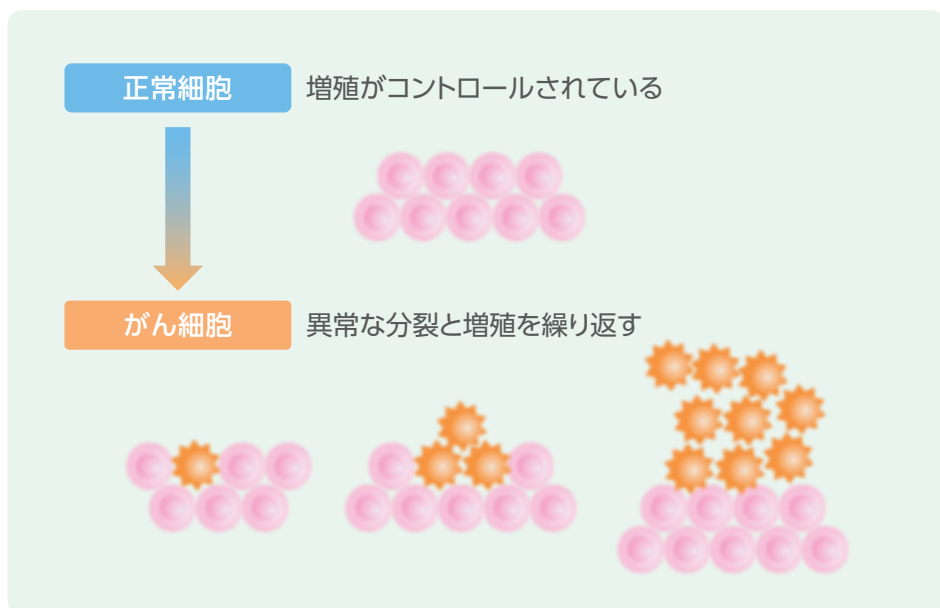 正常細胞
増殖がコントロールされている
がん細胞
異常な分裂と増殖を繰り返す